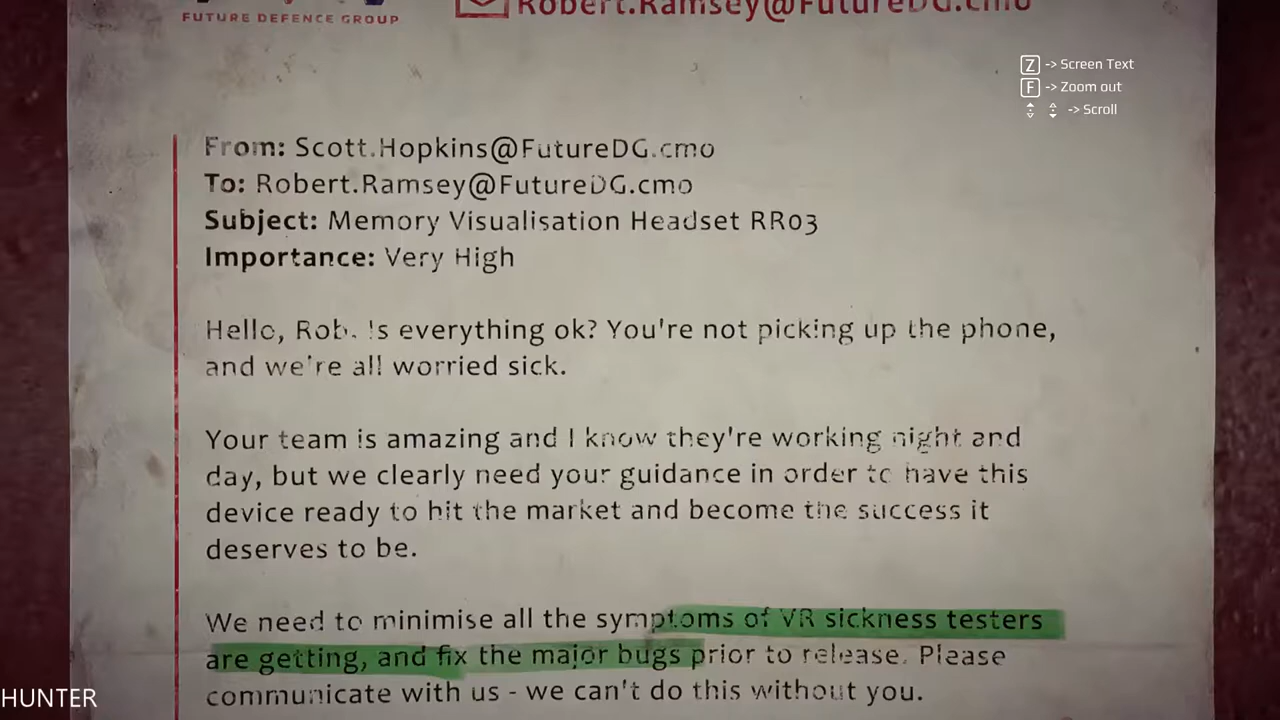 FUTURE DEFENCE GROUP
Robert.Ramsey@FutureDG.cmo
Z -> Screen Text
F -> Zoom out
-> Scroll
From: Scott.Hopkins@FutureDG.cmo
To: Robert.Ramsey@FutureDG.cmo
Subject: Memory Visualisation Headset RR03
Importance: Very High
Hello, Rob. Is everything ok? You're not picking up the phone,
and we're all worried sick.
Your team is amazing and I know they're working night and
day, but we clearly need your guidance in order to have this
device ready to hit the market and become the success it
deserves to be.
We need to minimise all the symptoms of VR sickness testers
are getting, and fix the major bugs prior to release. Please
communicate with us - we can't do this without you.
HUNTER